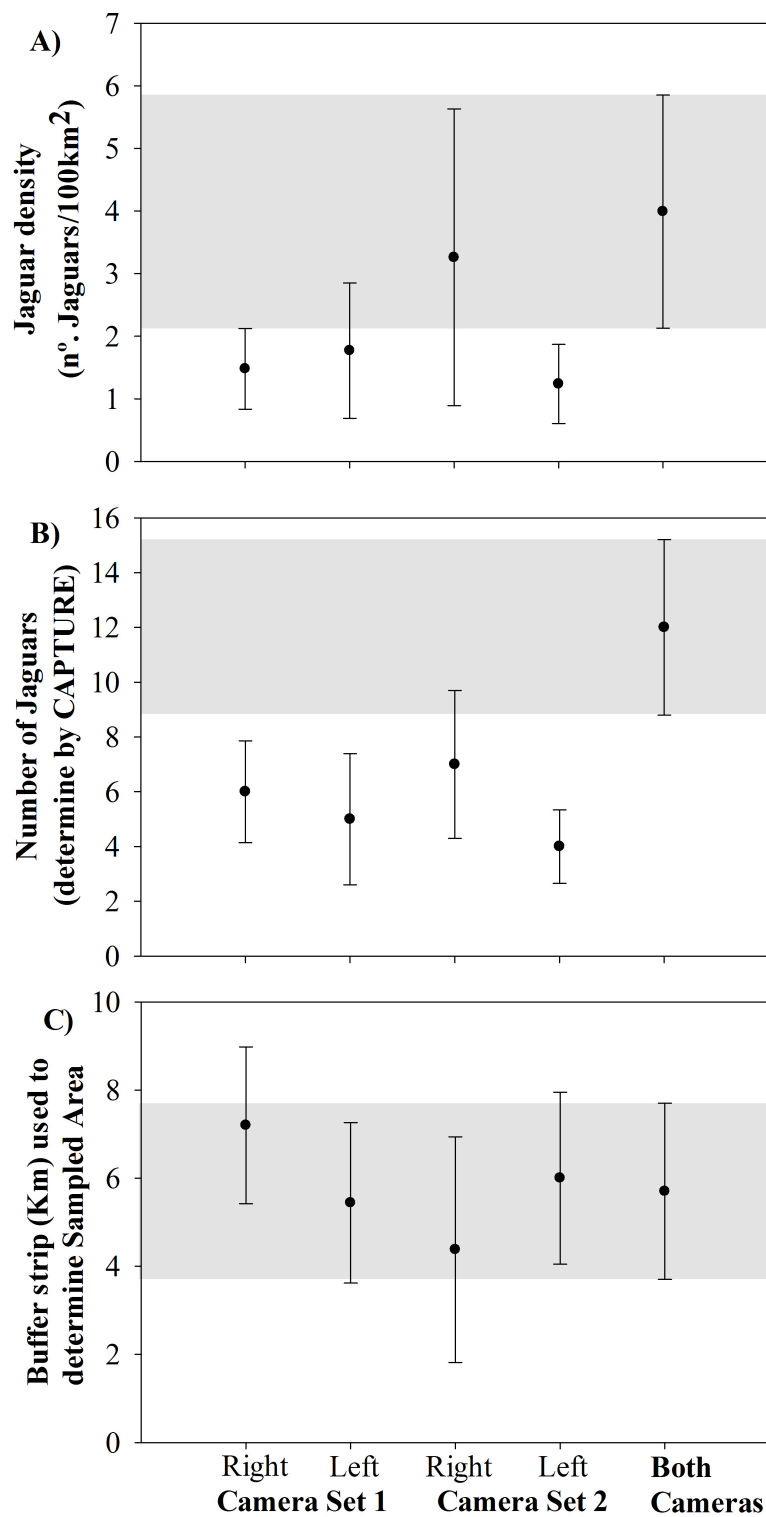 A)
Jaguar density
(nº. Jaguars/100km2)
7
6
5
4
3
2
1
0
B)
Number of Jaguars
(determine by CAPTURE)
16
14
12
10
8
6
4
2
0
C)
Buffer strip (Km) used to
determine Sampled Area
10
8
6
4
2
0
Right Left Right Left Both
Camera Set 1 Camera Set 2 Cameras